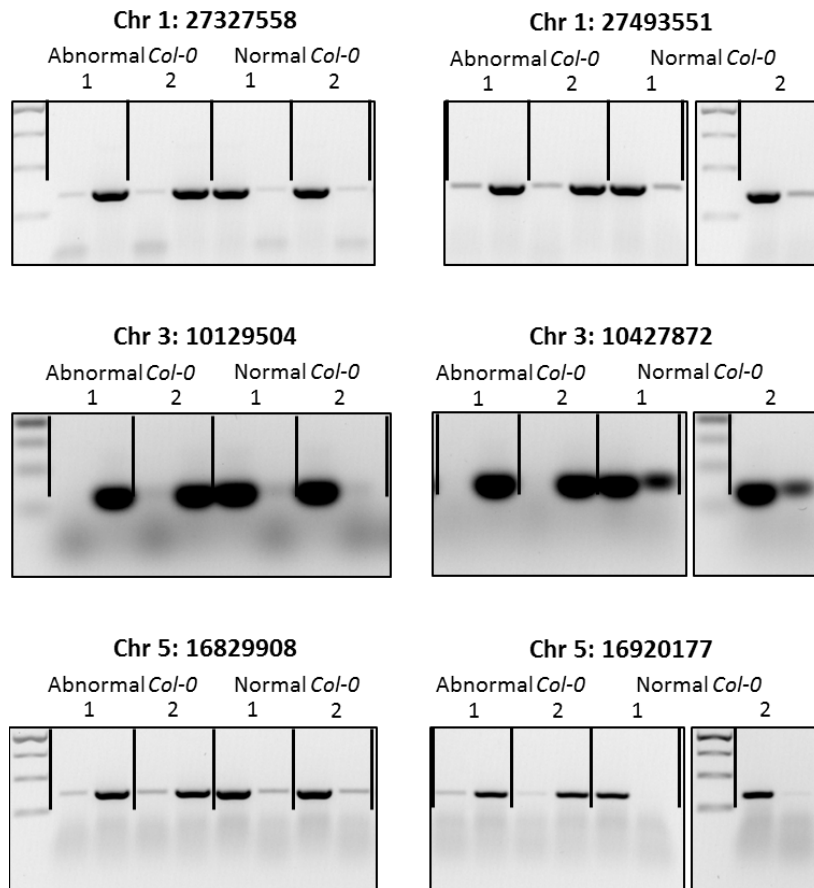 Chr 1: 27327558
Abnormal Col-0 Normal Col-0
1 2 1 2
Chr 1: 27493551
Abnormal Col-0 Normal Col-0
1 2 1 2
Chr 3: 10129504
Abnormal Col-0 Normal Col-0
1 2 1 2
Chr 3: 10427872
Abnormal Col-0 Normal Col-0
1 2 1 2
Chr 5: 16829908
Abnormal Col-0 Normal Col-0
1 2 1 2
Chr 5: 16920177
Abnormal Col-0 Normal Col-0
1 2 1 2